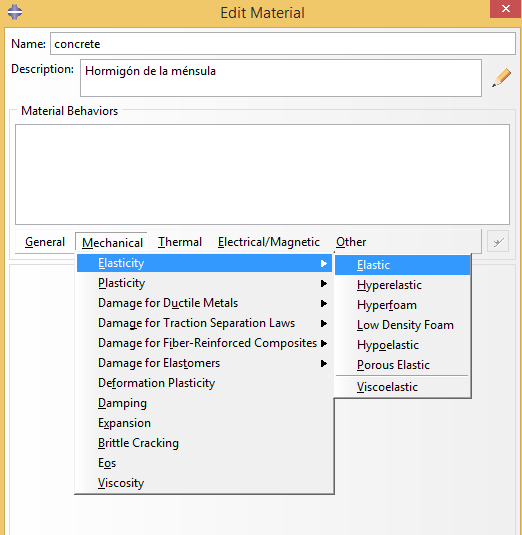 Edit Material
Name: concrete
Description: Hormigón de la ménsula
Material Behaviors
General Mechanical Thermal Electrical/Magnetic Other
Elasticity
Plasticity
Damage for Ductile Metals
Damage for Traction Separation Laws
Damage for Fiber-Reinforced Composites
Damage for Elastomers
Deformation Plasticity
Damping
Expansion
Brittle Cracking
Eos
Viscosity
Elastic
Hyperelastic
Hyperfoam
Low Density Foam
Hypoelastic
Porous Elastic
Viscoelastic